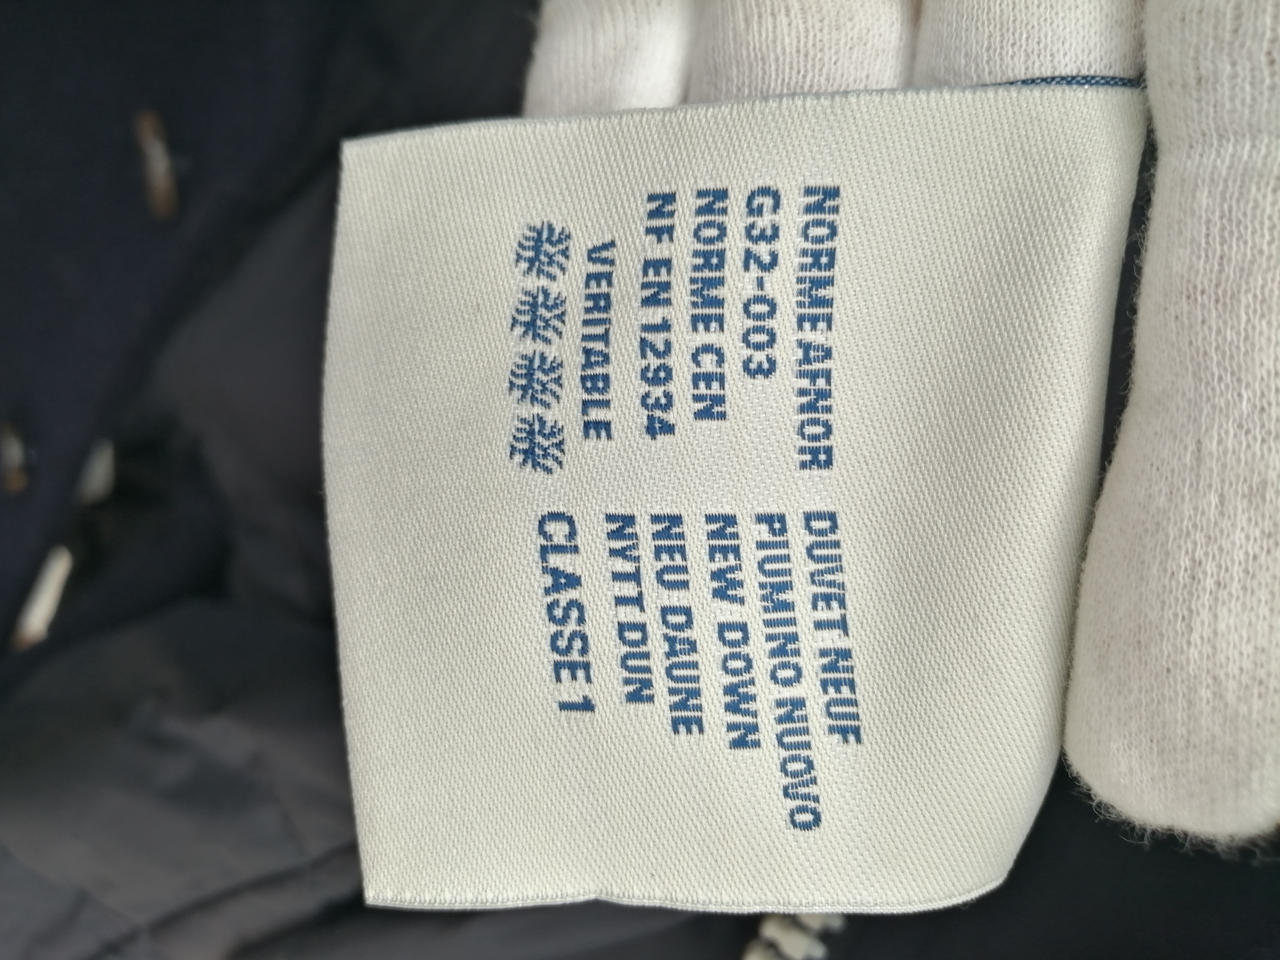 NORME AFNOR
G32-003
NORME CEN
NF EN 12934
VERITABLE
DUVET NEUF
PIUMINO NUOVO
NEW DOWN
NEU DAUNE
NYTT DUN
CLASSE 1